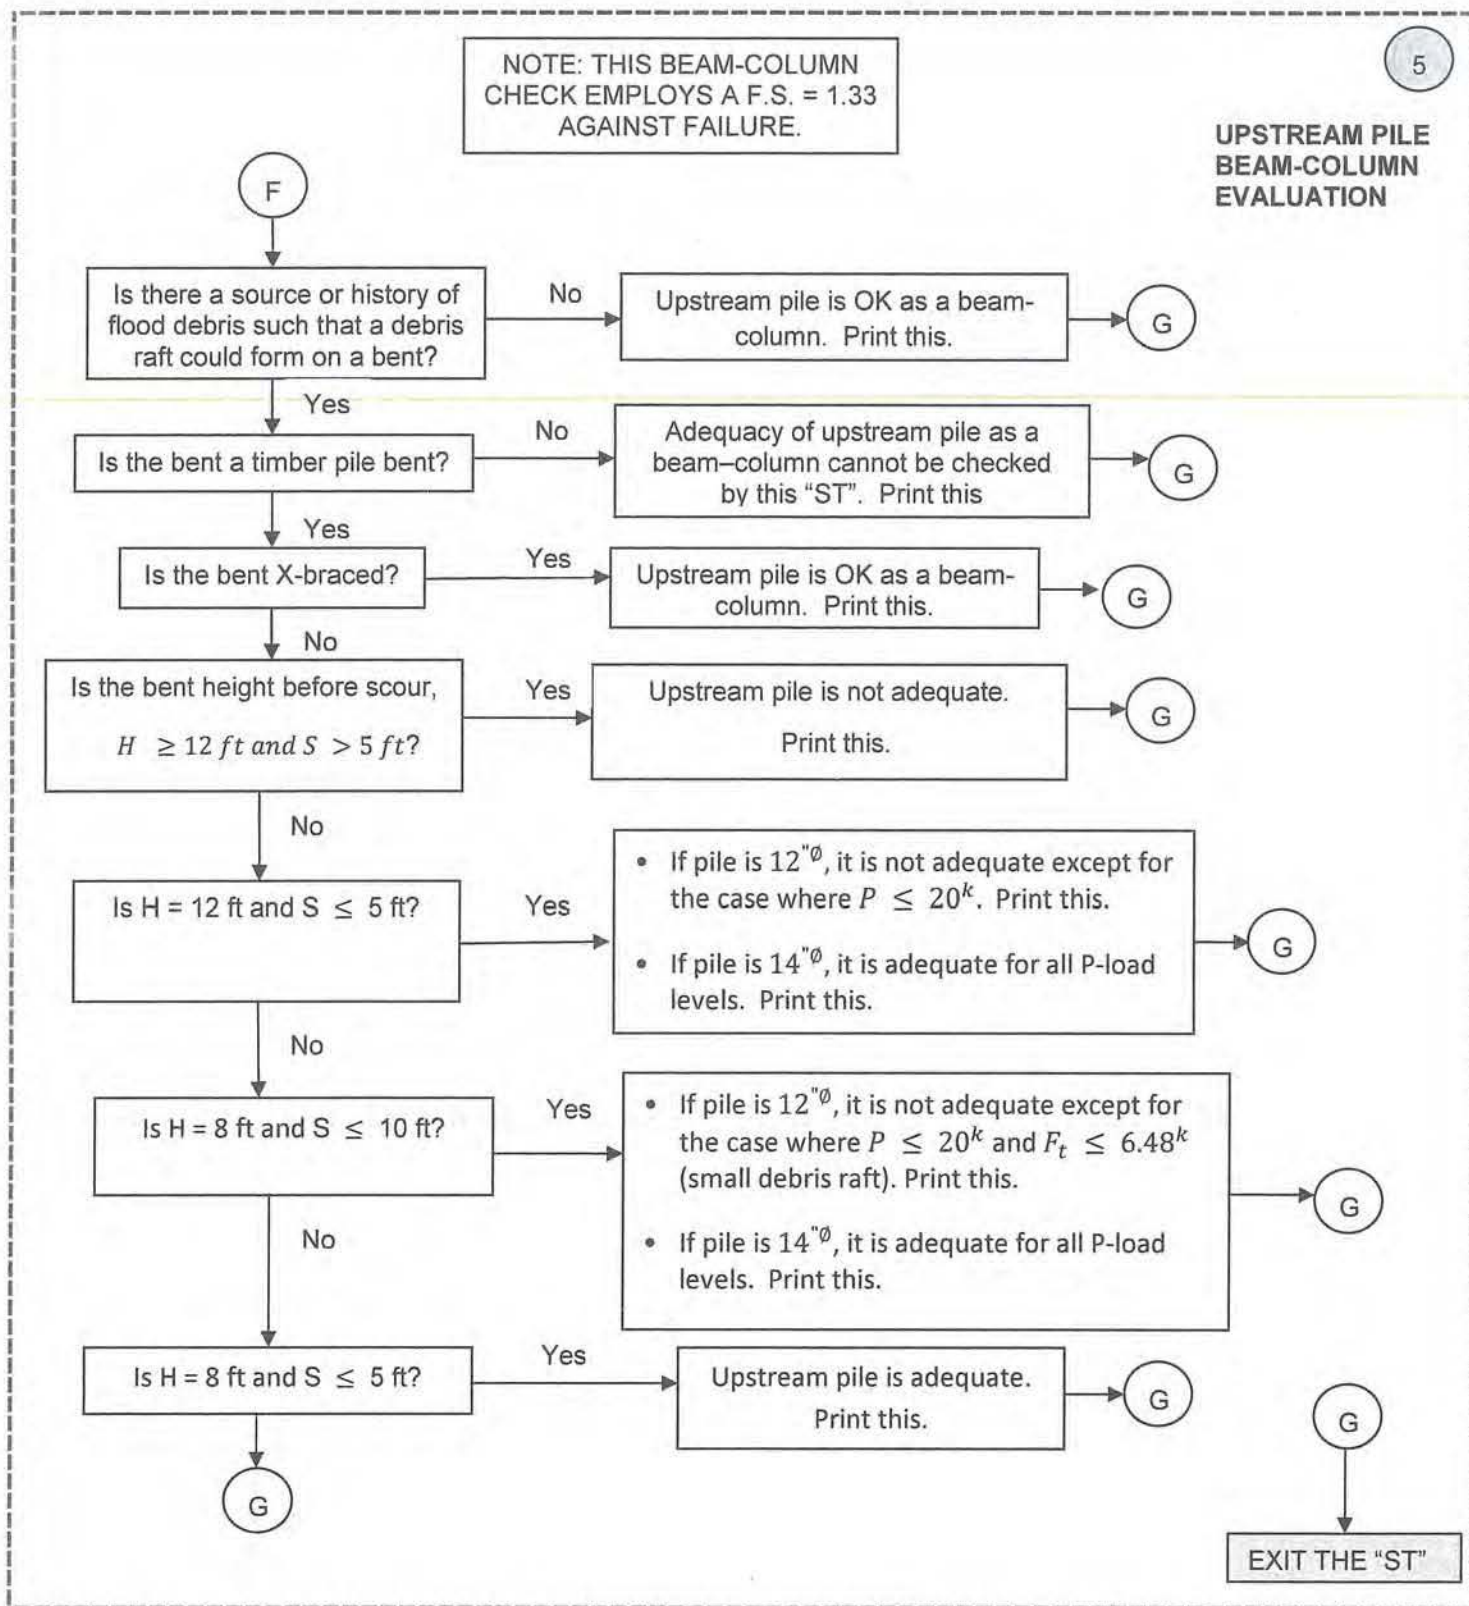 NOTE: THIS BEAM-COLUMN
CHECK EMPLOYS A F.S. = 1.33
AGAINST FAILURE.
5
UPSTREAM PILE
BEAM-COLUMN
EVALUATION
F
Is there a source or history of
flood debris such that a debris
raft could form on a bent?
No
Upstream pile is OK as a beam-
column. Print this.
G
Yes
Is the bent a timber pile bent?
No
Adequacy of upstream pile as a
beam–column cannot be checked
by this “ST”. Print this
G
Yes
Is the bent X-braced?
Yes
Upstream pile is OK as a beam-
column. Print this.
G
No
Is the bent height before scour,
H ≥ 12 ft and S > 5 ft?
Yes
Upstream pile is not adequate.
Print this.
G
No
Is H = 12 ft and S ≤ 5 ft?
Yes
• If pile is 12"ø, it is not adequate except for
the case where P ≤ 20k. Print this.
• If pile is 14"ø, it is adequate for all P-load
levels. Print this.
G
No
Is H = 8 ft and S ≤ 10 ft?
Yes
• If pile is 12"ø, it is not adequate except for
the case where P ≤ 20k and Ft ≤ 6.48k
(small debris raft). Print this.
• If pile is 14"ø, it is adequate for all P-load
levels. Print this.
G
No
Is H = 8 ft and S ≤ 5 ft?
Yes
Upstream pile is adequate.
Print this.
G
G
G
EXIT THE “ST”